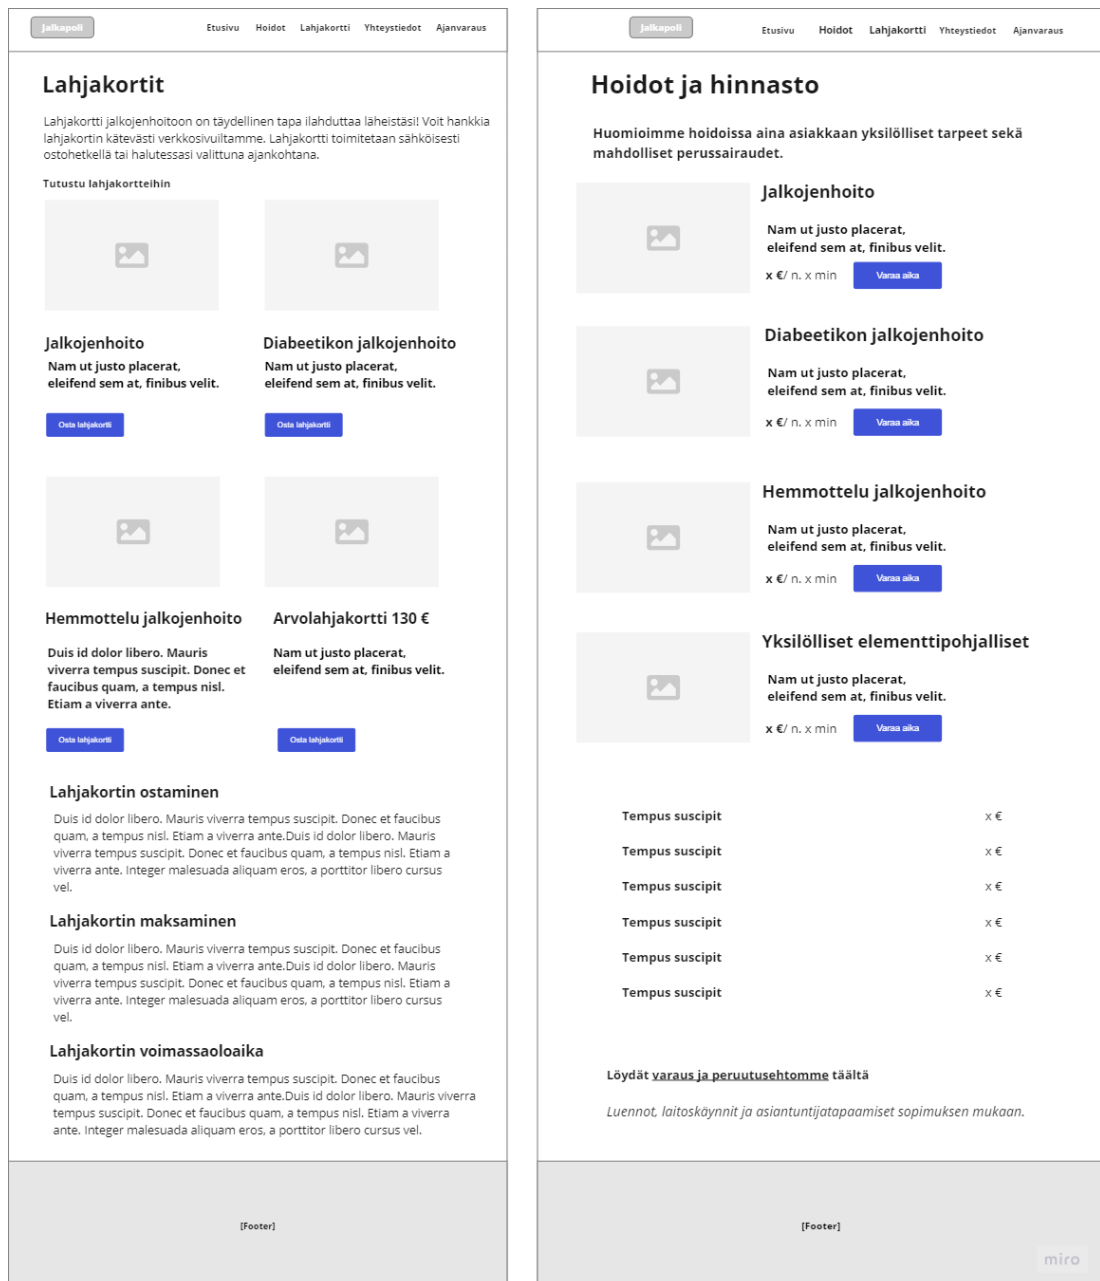 Jalkapoli
Etusivu Hoidot Lahjakortti Yhteystiedot Ajanvaraus
Lahjakortit
Lahjakortti jalkojenhoitoon on täydellinen tapa ilahduttaa läheistäsi! Voit hankkia
lahjakortin kätevästi verkkosivuiltamme. Lahjakortti toimitetaan sähköisesti
ostohetkellä tai halutessasi valittuna ajankohtana.
Tutustu lahjakortteihin
Jalkojenhoito
Nam ut justo placerat,
eleifend sem at, finibus velit.
Osta lahjakortti
Diabeetikon jalkojenhoito
Nam ut justo placerat,
eleifend sem at, finibus velit.
Osta lahjakortti
Hemmottelu jalkojenhoito
Duis id dolor libero. Mauris
viverra tempus suscipit. Donec et
faucibus quam, a tempus nisl.
Etiam a viverra ante.
Osta lahjakortti
Arvolahjakortti 130 €
Nam ut justo placerat,
eleifend sem at, finibus velit.
Osta lahjakortti
Lahjakortin ostaminen
Duis id dolor libero. Mauris viverra tempus suscipit. Donec et faucibus
quam, a tempus nisl. Etiam a viverra ante.Duis id dolor libero. Mauris
viverra tempus suscipit. Donec et faucibus quam, a tempus nisl. Etiam a
viverra ante. Integer malesuada aliquam eros, a porttitor libero cursus
vel.
Lahjakortin maksaminen
Duis id dolor libero. Mauris viverra tempus suscipit. Donec et faucibus
quam, a tempus nisl. Etiam a viverra ante.Duis id dolor libero. Mauris
viverra tempus suscipit. Donec et faucibus quam, a tempus nisl. Etiam a
viverra ante. Integer malesuada aliquam eros, a porttitor libero cursus
vel.
Lahjakortin voimassaoloaika
Duis id dolor libero. Mauris viverra tempus suscipit. Donec et faucibus
quam, a tempus nisl. Etiam a viverra ante.Duis id dolor libero. Mauris viverra
tempus suscipit. Donec et faucibus quam, a tempus nisl. Etiam a viverra
ante. Integer malesuada aliquam eros, a porttitor libero cursus vel.
[Footer]
Jalkapoli
Etusivu Hoidot Lahjakortti Yhteystiedot Ajanvaraus
Hoidot ja hinnasto
Huomioimme hoidoissa aina asiakkaan yksilölliset tarpeet sekä
mahdolliset perussairaudet.
Jalkojenhoito
Nam ut justo placerat,
eleifend sem at, finibus velit.
x €/ n. x min Varaa aika
Diabeetikon jalkojenhoito
Nam ut justo placerat,
eleifend sem at, finibus velit.
x €/ n. x min Varaa aika
Hemmottelu jalkojenhoito
Nam ut justo placerat,
eleifend sem at, finibus velit.
x €/ n. x min Varaa aika
Yksilölliset elementtipohjalliset
Nam ut justo placerat,
eleifend sem at, finibus velit.
x €/ n. x min Varaa aika
Tempus suscipit x €
Tempus suscipit x €
Tempus suscipit x €
Tempus suscipit x €
Tempus suscipit x €
Tempus suscipit x €
Löydät varaus ja peruutusehtomme täältä
Luennot, laitoskäynnit ja asiantuntijatapaamiset sopimuksen mukaan.
[Footer]
miro